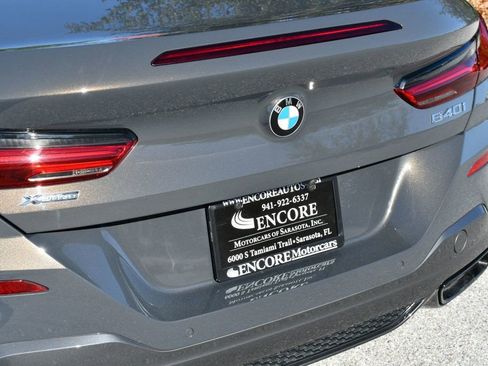 BMW
840i
xDRIVE
WWW.ENCOREAUTOS
941-922-6337
ENCORE
MOTORCARS OF SARASOTA, INC.
6000 S Tamiami Trail • Sarasota, FL
ENCORE Motorcars